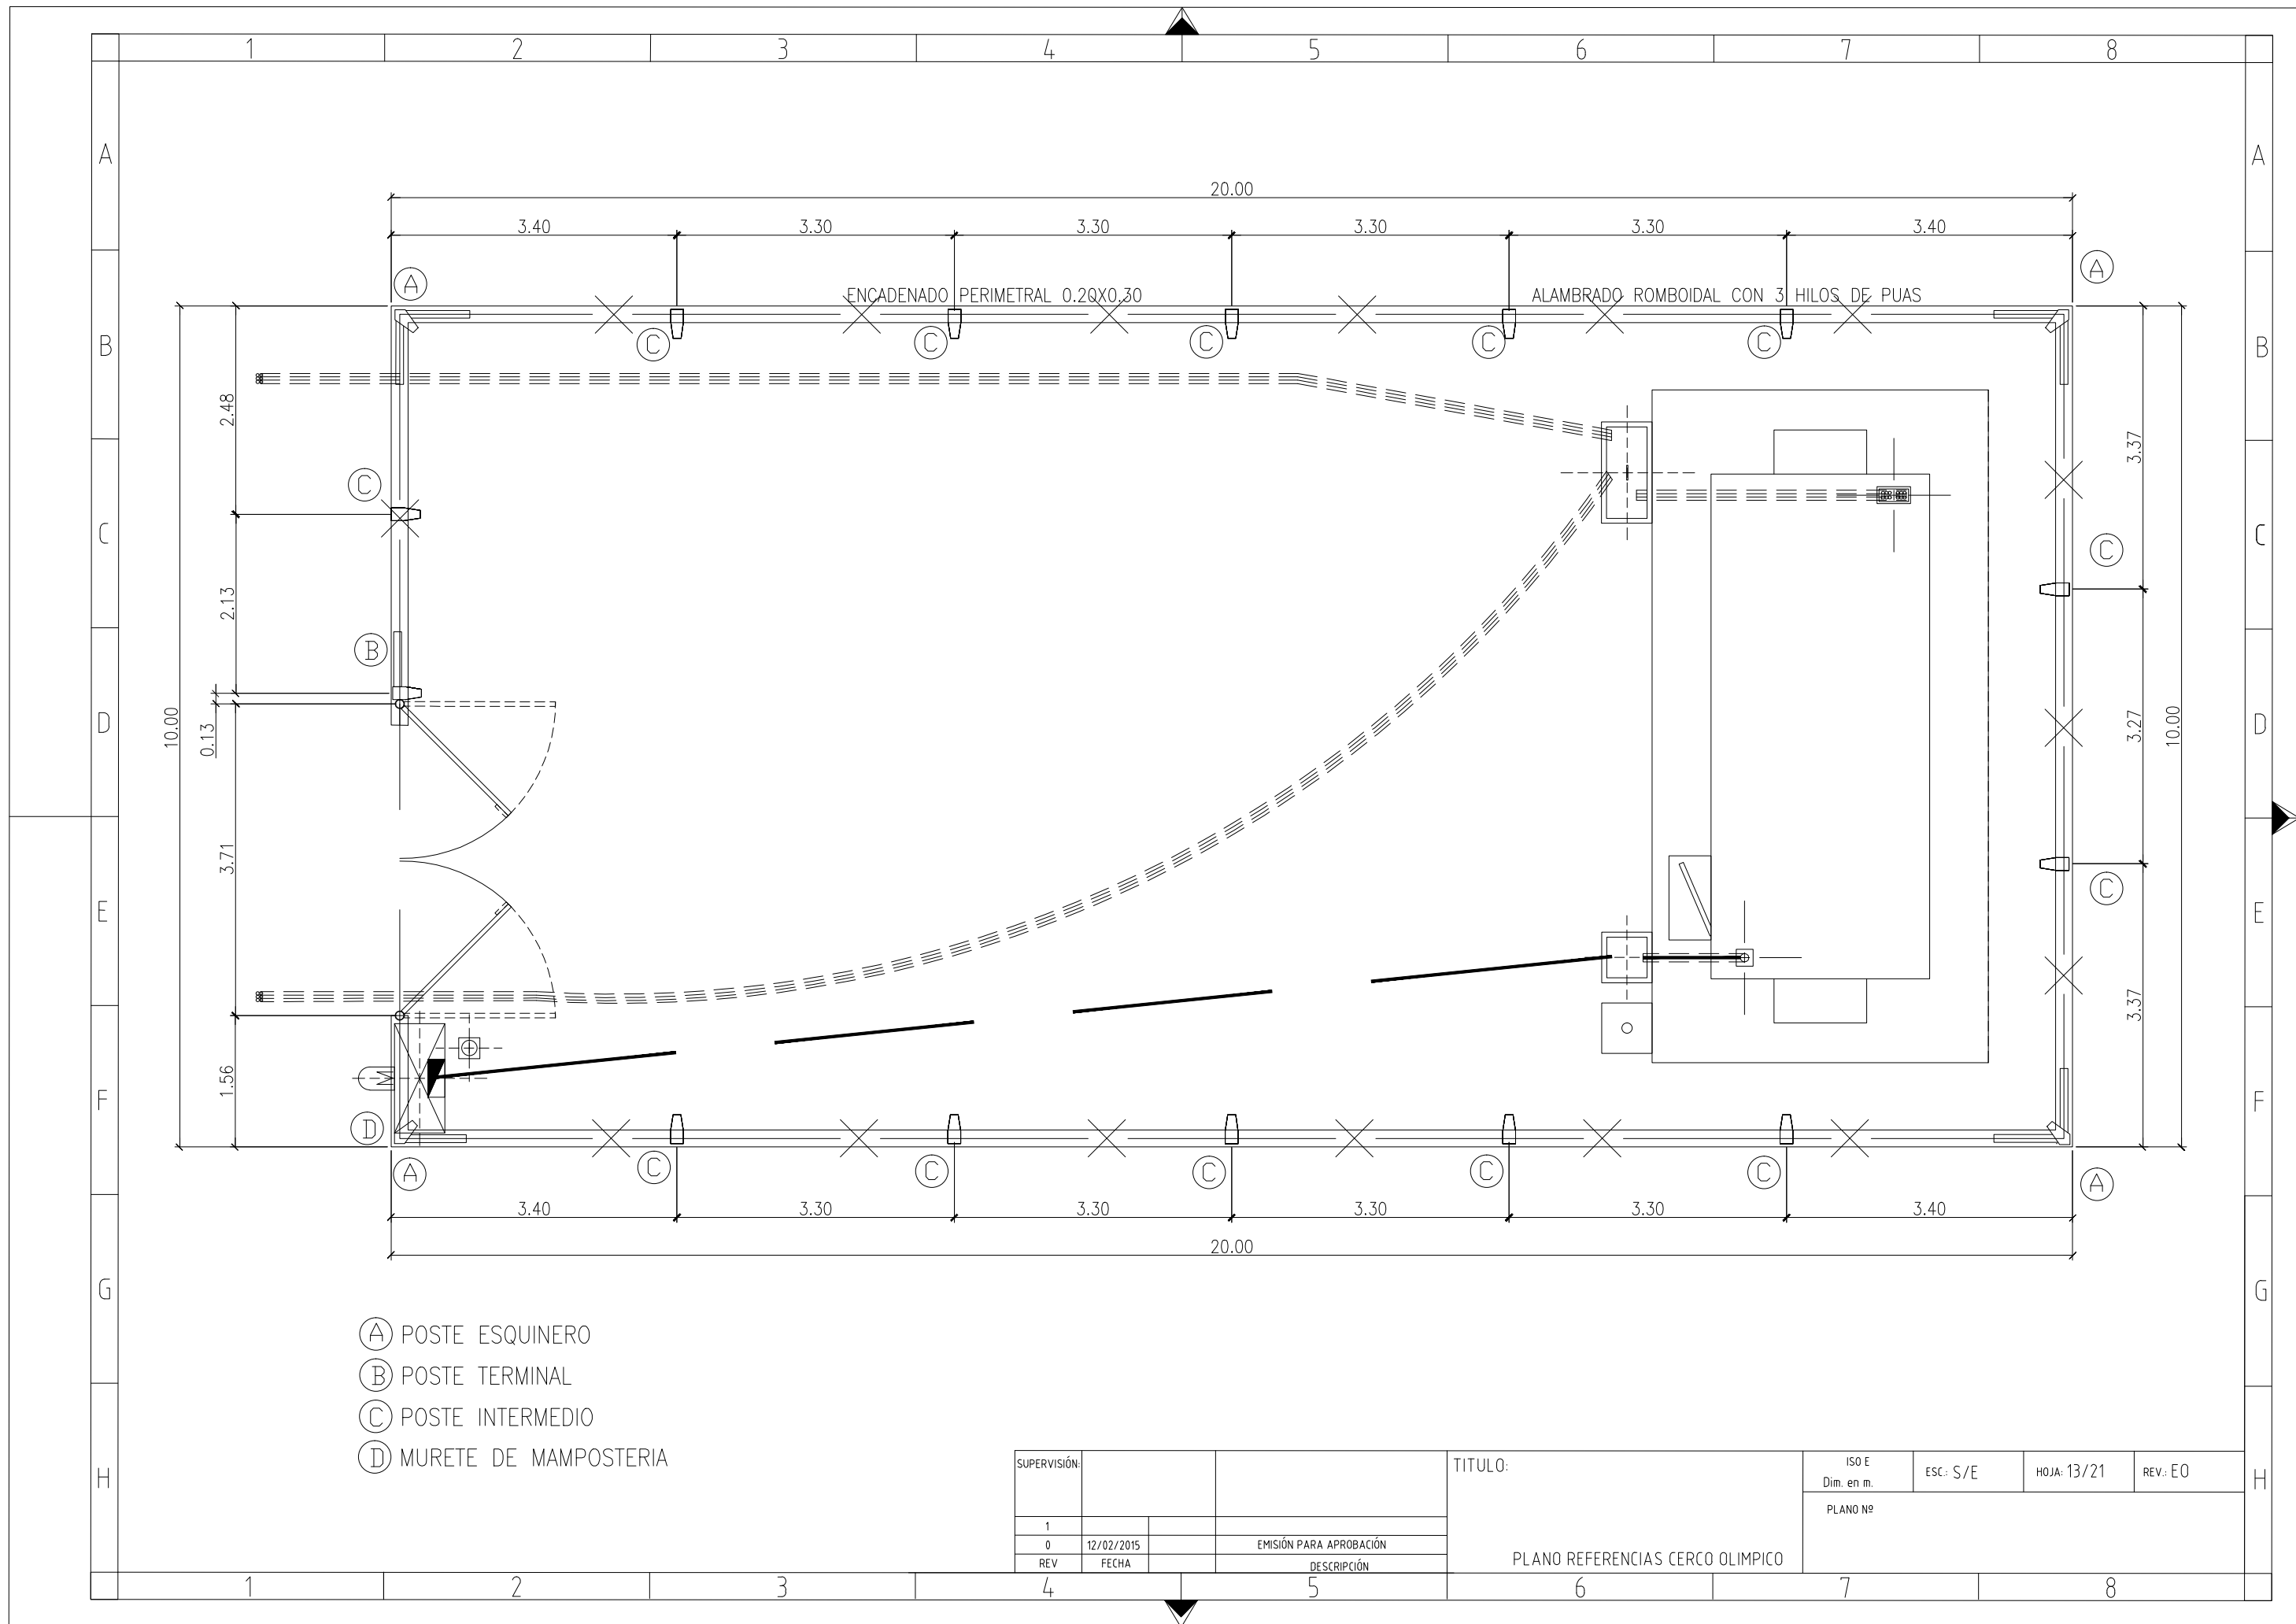 1 2 3 4 5 6 7 8
A A
20.00
3.40 3.30 3.30 3.30 3.30 3.40
A A
ENCADENADO PERIMETRAL 0.20X0.30 ALAMBRADO ROMBOIDAL CON 3 HILOS DE PUAS
B C C C C C B
2.48 3.37
C
C C C
2.13
B
D 10.00 0.13 3.27 10.00 D
3.71
E C E
3.37
F 1.56 M F
D
A C C C C C A
3.40 3.30 3.30 3.30 3.30 3.40
20.00
G G
A POSTE ESQUINERO
B POSTE TERMINAL
C POSTE INTERMEDIO
D MURETE DE MAMPOSTERIA
H H
SUPERVISIÓN:
1
0 12/02/2015 EMISIÓN PARA APROBACIÓN
REV FECHA DESCRIPCIÓN
TITULO:
PLANO REFERENCIAS CERCO OLIMPICO
ISO E
Dim. en m.
ESC.: S/E
HOJA: 13/21
REV.: E0
PLANO Nº
1 2 3 4 5 6 7 8